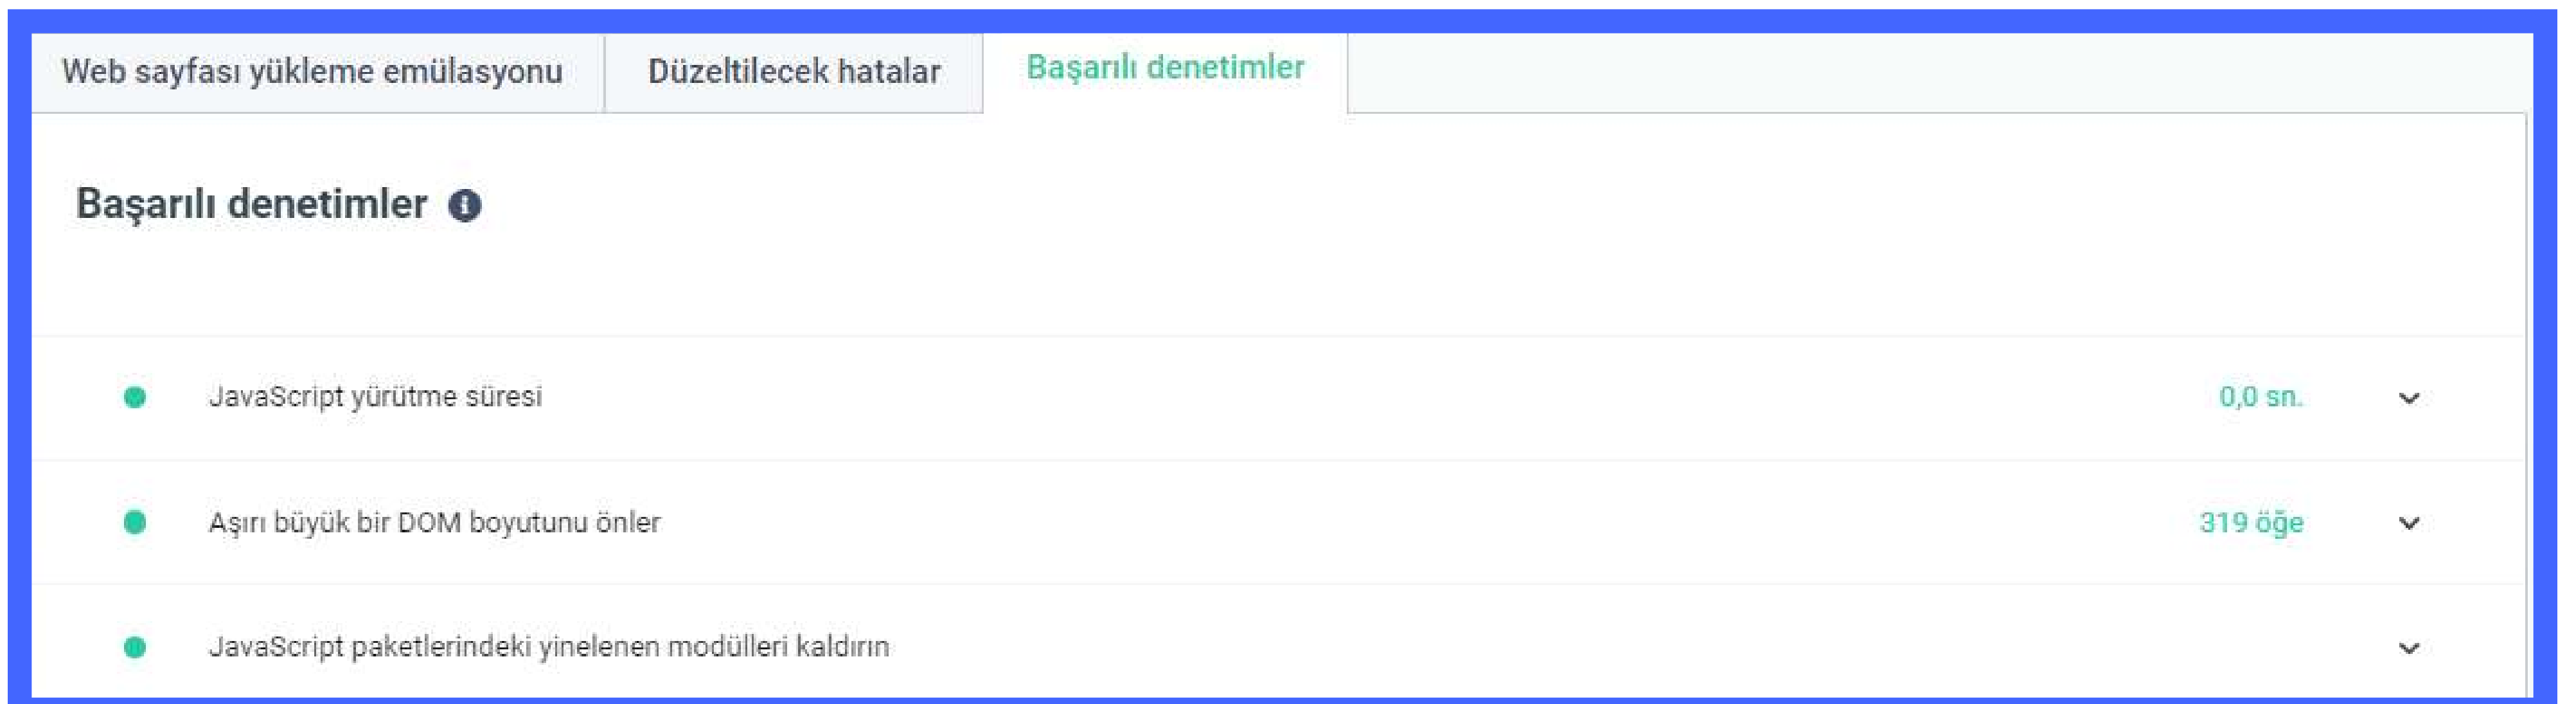 Web sayfası yükleme emülasyonu Düzeltilecek hatalar Başarılı denetimler
Başarılı denetimler
JavaScript yürütme süresi 0,0 sn.
Aşırı büyük bir DOM boyutunu önler 319 öğe
JavaScript paketlerindeki yinelenen modülleri kaldırın